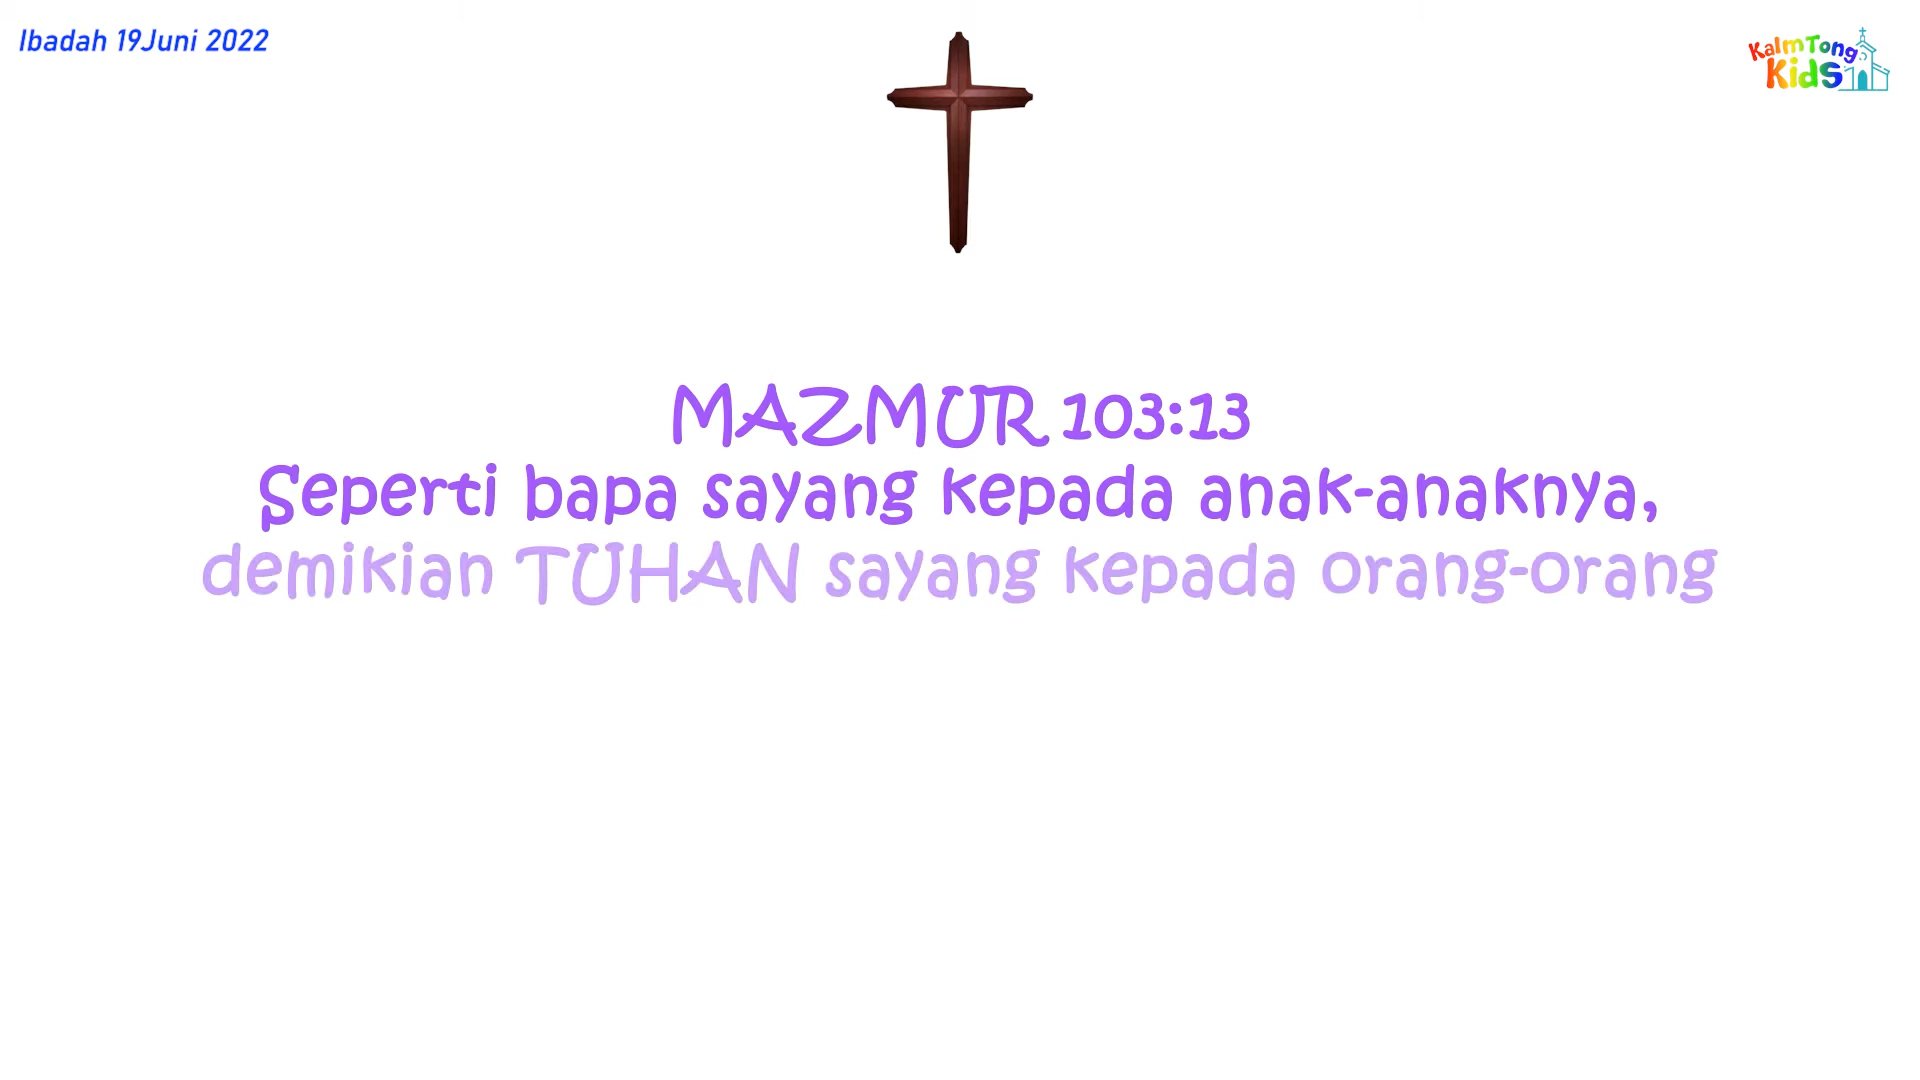 Ibadah 19Juni 2022
KalmTong
Kids
MAZMUR 103:13
Seperti bapa sayang kepada anak-anaknya,
demikian TUHAN sayang kepada orang-orang